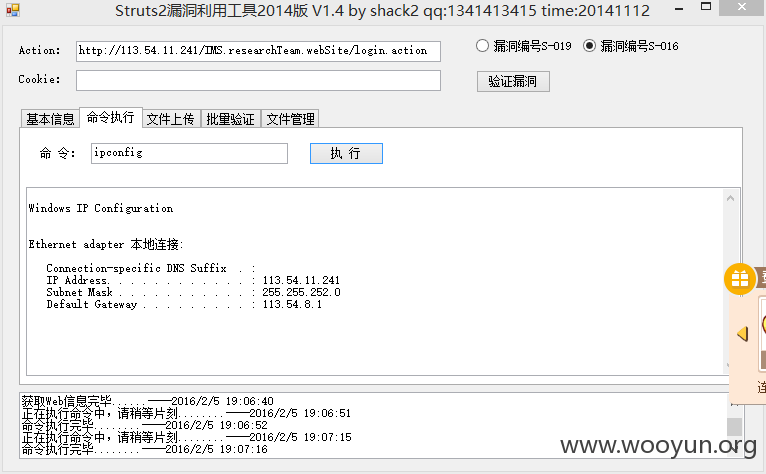 Struts2漏洞利用工具2014版 V1.4 by shack2 qq:1341413415 time:20141112
Action: http://113.54.11.241/IMS.researchTeam.webSite/login.action 漏洞编号S-019 漏洞编号S-016
Cookie: 验证漏洞
基本信息 命令执行 文件上传 批量验证 文件管理
命 令: ipconfig 执 行
Windows IP Configuration
Ethernet adapter 本地连接:
Connection-specific DNS Suffix . :
IP Address. . . . . . . . . . . . : 113.54.11.241
Subnet Mask . . . . . . . . . . . : 255.255.252.0
Default Gateway . . . . . . . . . : 113.54.8.1
连
获取Web信息完毕......----2016/2/5 19:06:40
正在执行命令中,请稍等片刻........----2016/2/5 19:06:51
命令执行完毕........----2016/2/5 19:06:52
正在执行命令中,请稍等片刻........----2016/2/5 19:07:15
命令执行完毕........----2016/2/5 19:07:16
www.wooyun.org